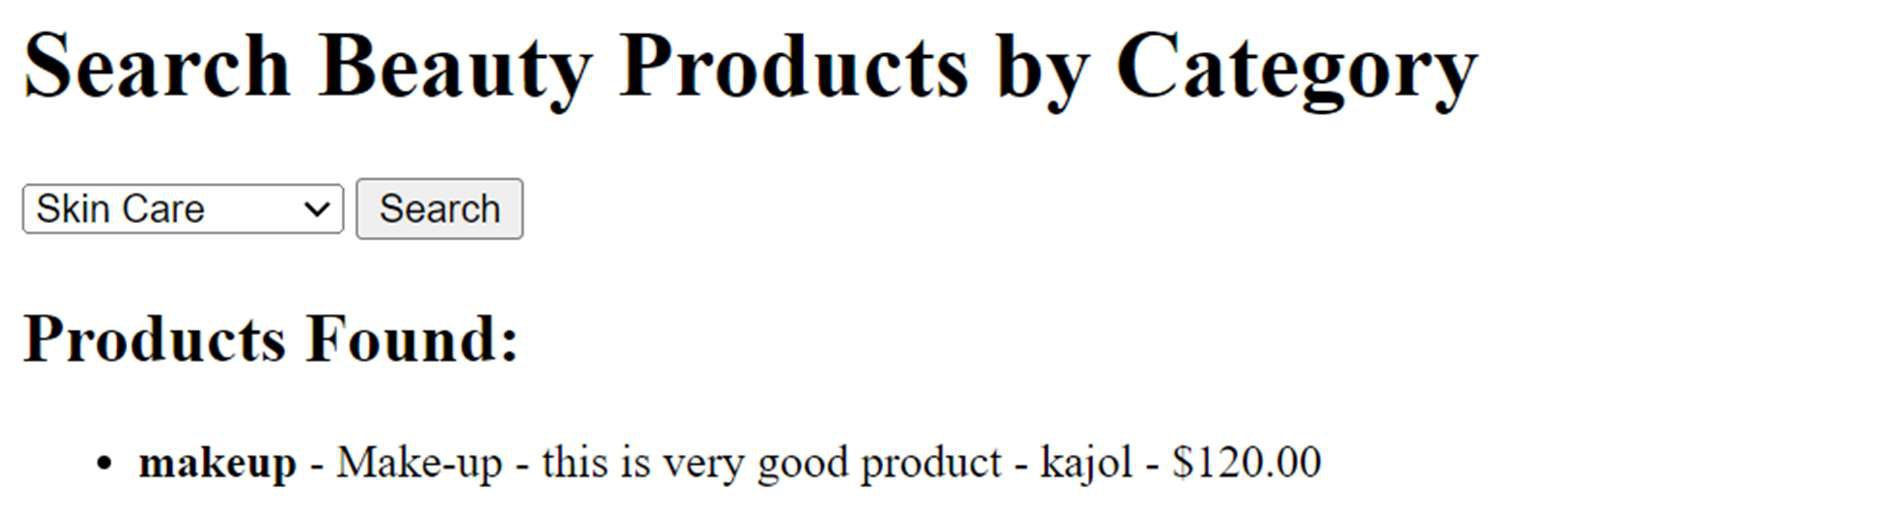 Search Beauty Products by Category
Skin Care Search
Products Found:
• makeup - Make-up - this is very good product - kajol - $120.00